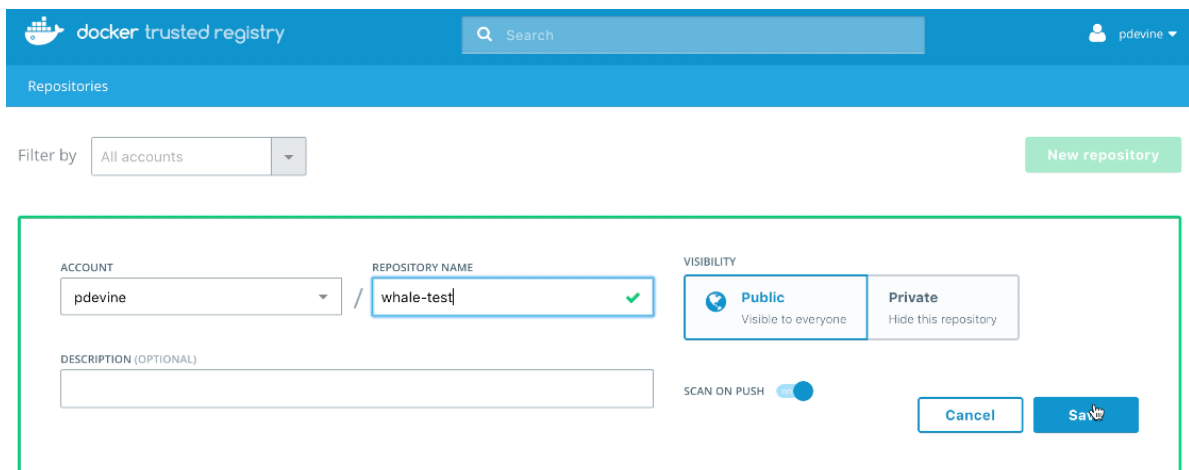 docker trusted registry
Search
pdevine
Repositories
Filter by
All accounts
New repository
ACCOUNT
pdevine
/
REPOSITORY NAME
whale-test
VISIBILITY
Public
Visible to everyone
Private
Hide this repository
DESCRIPTION (OPTIONAL)
SCAN ON PUSH
Cancel